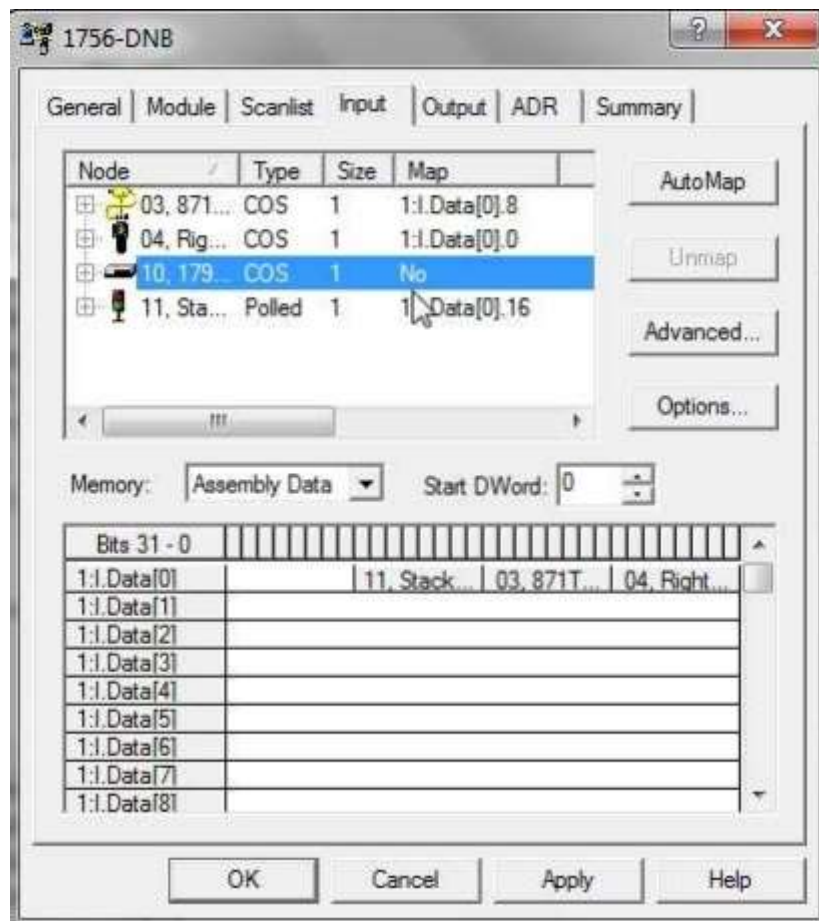 1756-DNB
General Module Scanlist Input Output ADR Summary
Node Type Size Map
AutoMap
03, 871... COS 1 1:I.Data[0].8
04, Rig... COS 1 1:I.Data[0].0
Unmap
10, 179... COS 1 No
11, Sta... Polled 1 1:I.Data[0].16
Advanced...
Options...
Memory: Assembly Data Start DWord: 0
Bits 31 - 0
1:I.Data[0] 11, Stack... 03, 871T... 04, Right...
1:I.Data[1]
1:I.Data[2]
1:I.Data[3]
1:I.Data[4]
1:I.Data[5]
1:I.Data[6]
1:I.Data[7]
1:I.Data[8]
OK Cancel Apply Help